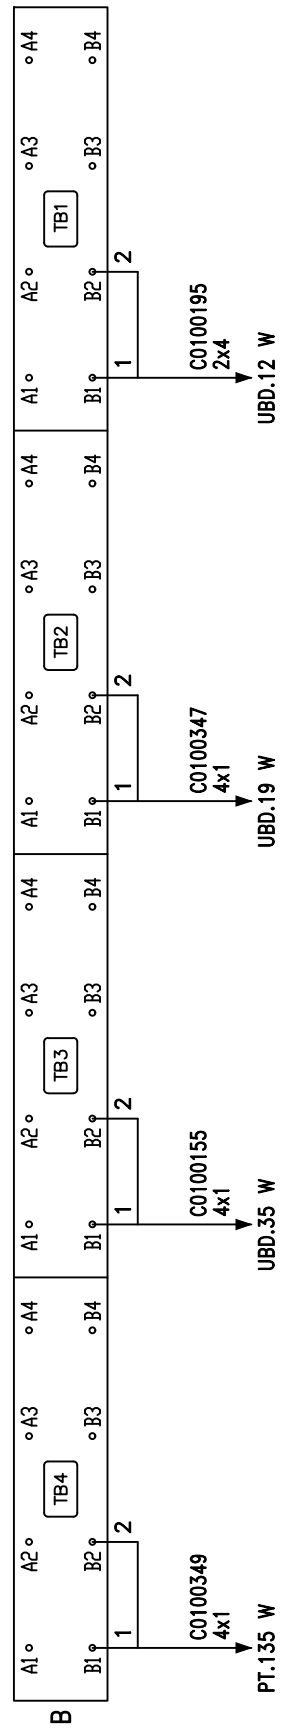 B
A1 A2 A3 A4 A1 A2 A3 A4 A1 A2 A3 A4 A1 A2 A3 A4
TB4 TB3 TB2 TB1
B1 B2 B3 B4 B1 B2 B3 B4 B1 B2 B3 B4 B1 B2 B3 B4
1 2 1 2 1 2 1 2
C0100349 C0100155 C0100347 C0100195
4x1 4x1 4x1 2x4
PT.135 W UBD.35 W UBD.19 W UBD.12 W